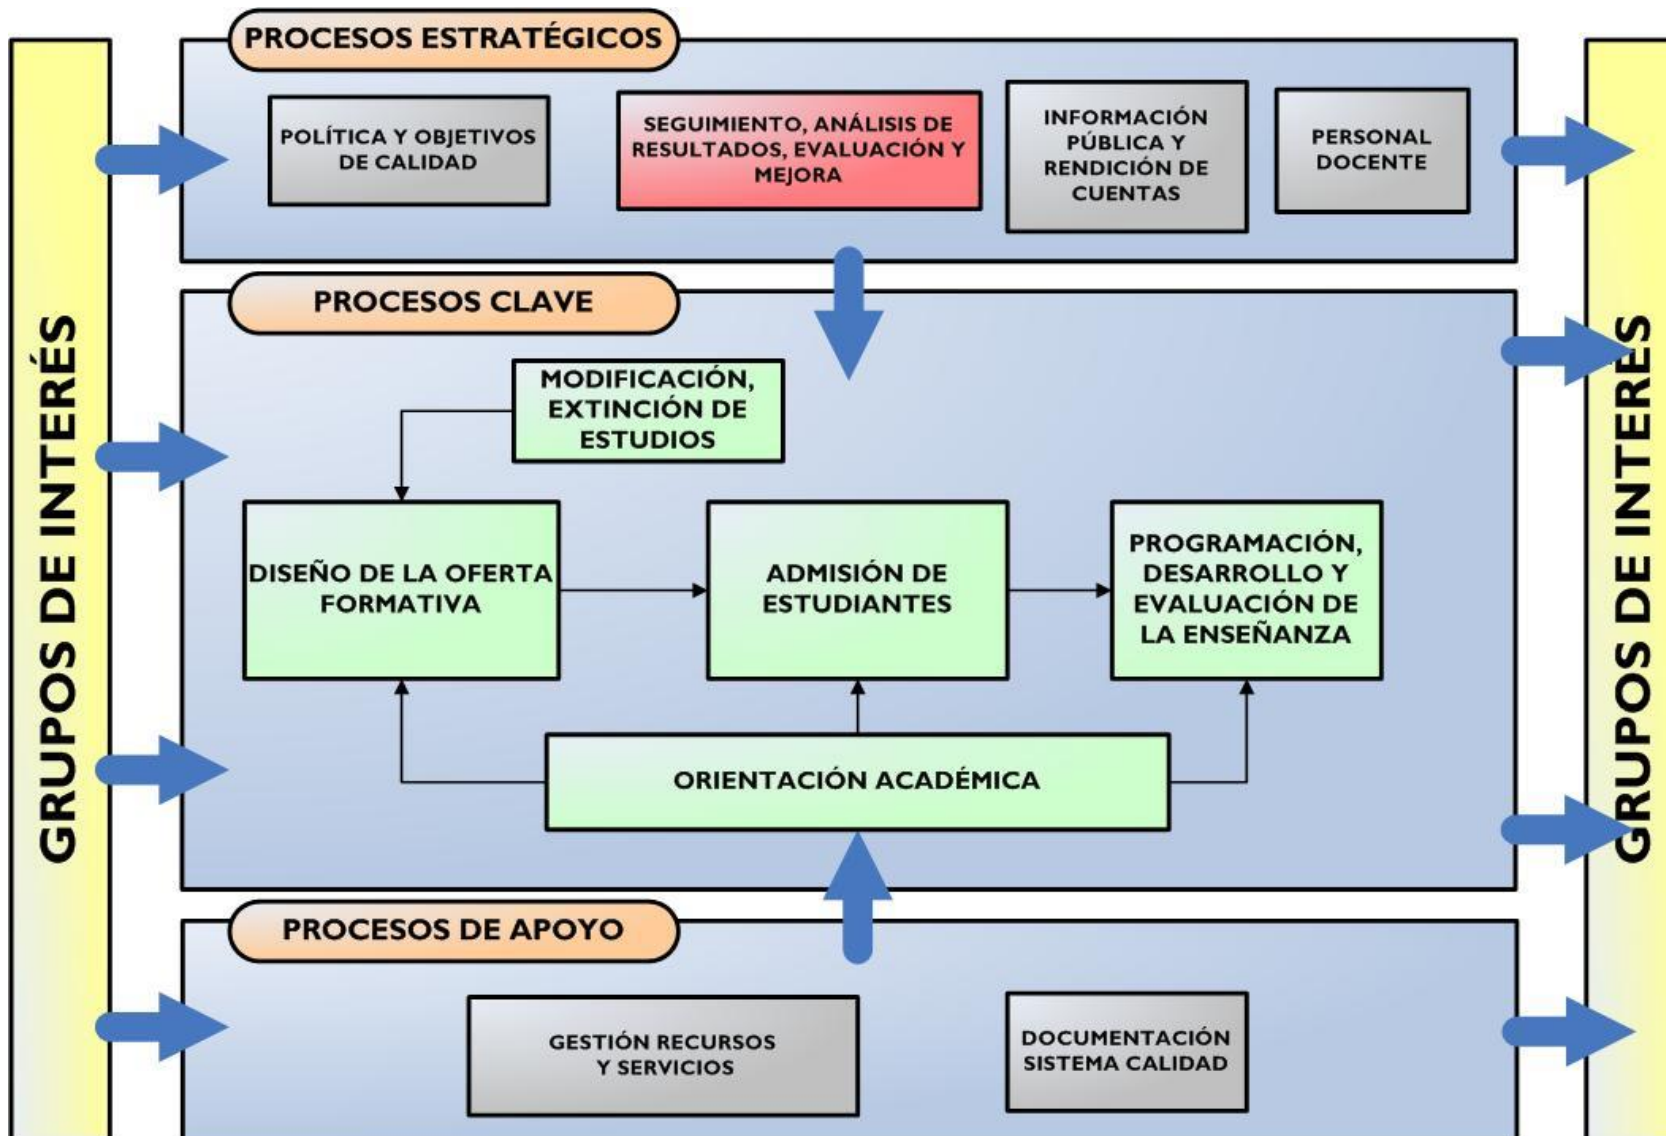 PROCESOS ESTRATÉGICOS
POLÍTICA Y OBJETIVOS
DE CALIDAD
SEGUIMIENTO, ANÁLISIS DE
RESULTADOS, EVALUACIÓN Y
MEJORA
INFORMACIÓN
PÚBLICA Y
RENDICIÓN DE
CUENTAS
PERSONAL
DOCENTE
GRUPOS DE INTERÉS
PROCESOS CLAVE
MODIFICACIÓN,
EXTINCIÓN DE
ESTUDIOS
DISEÑO DE LA OFERTA
FORMATIVA
ADMISIÓN DE
ESTUDIANTES
PROGRAMACIÓN,
DESARROLLO Y
EVALUACIÓN DE
LA ENSEÑANZA
ORIENTACIÓN ACADÉMICA
GRUPOS DE INTERES
PROCESOS DE APOYO
GESTIÓN RECURSOS
Y SERVICIOS
DOCUMENTACIÓN
SISTEMA CALIDAD